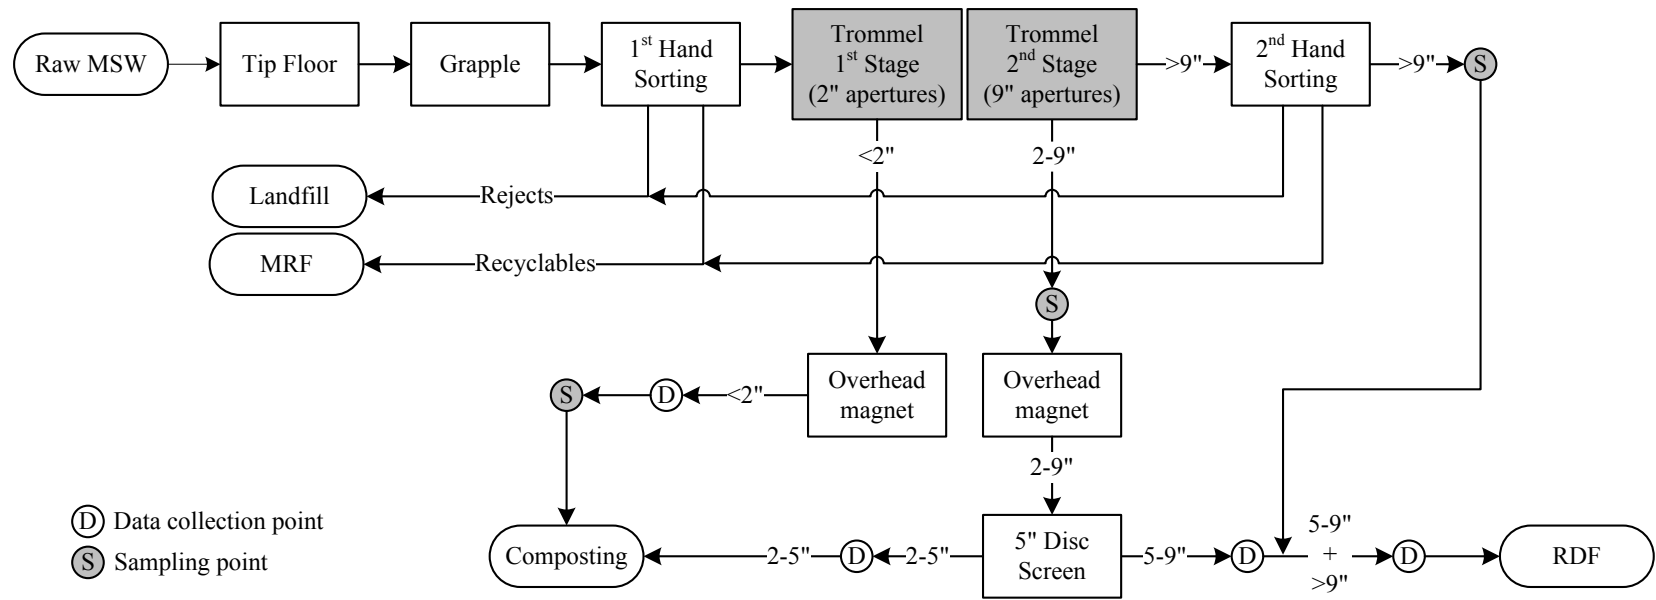 Raw MSW
Tip Floor
Grapple
1st Hand
Sorting
Trommel
1st Stage
(2" apertures)
Trommel
2nd Stage
(9" apertures)
>9"
2nd Hand
Sorting
>9"
S
<2"
2-9"
Landfill
Rejects
MRF
Recyclables
S
Overhead
magnet
Overhead
magnet
S
D
<2"
2-9"
D Data collection point
S Sampling point
Composting
2-5"
D
2-5"
5" Disc
Screen
5-9"
D
5-9"
+
>9"
D
RDF